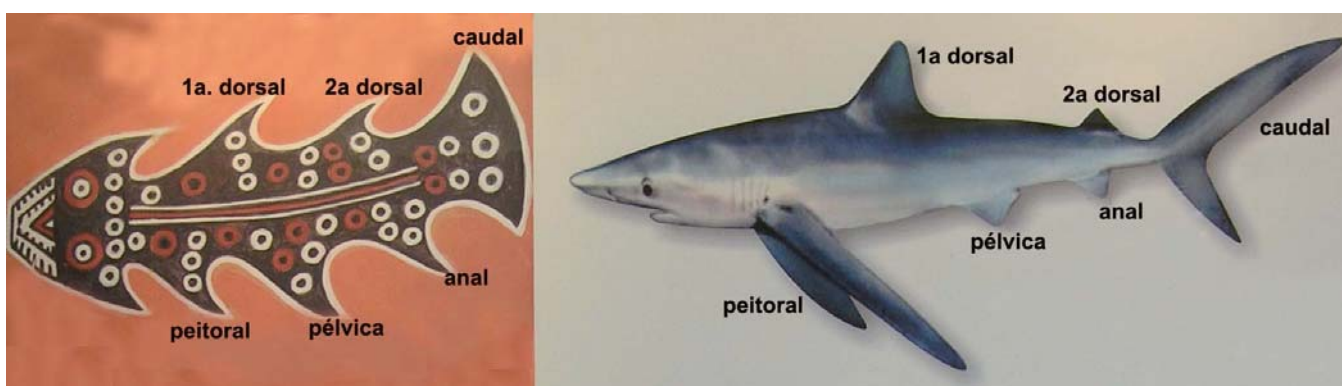 caudal
1a. dorsal
2a dorsal
anal
peitoral
pélvica
1a dorsal
2a dorsal
caudal
anal
pélvica
peitoral